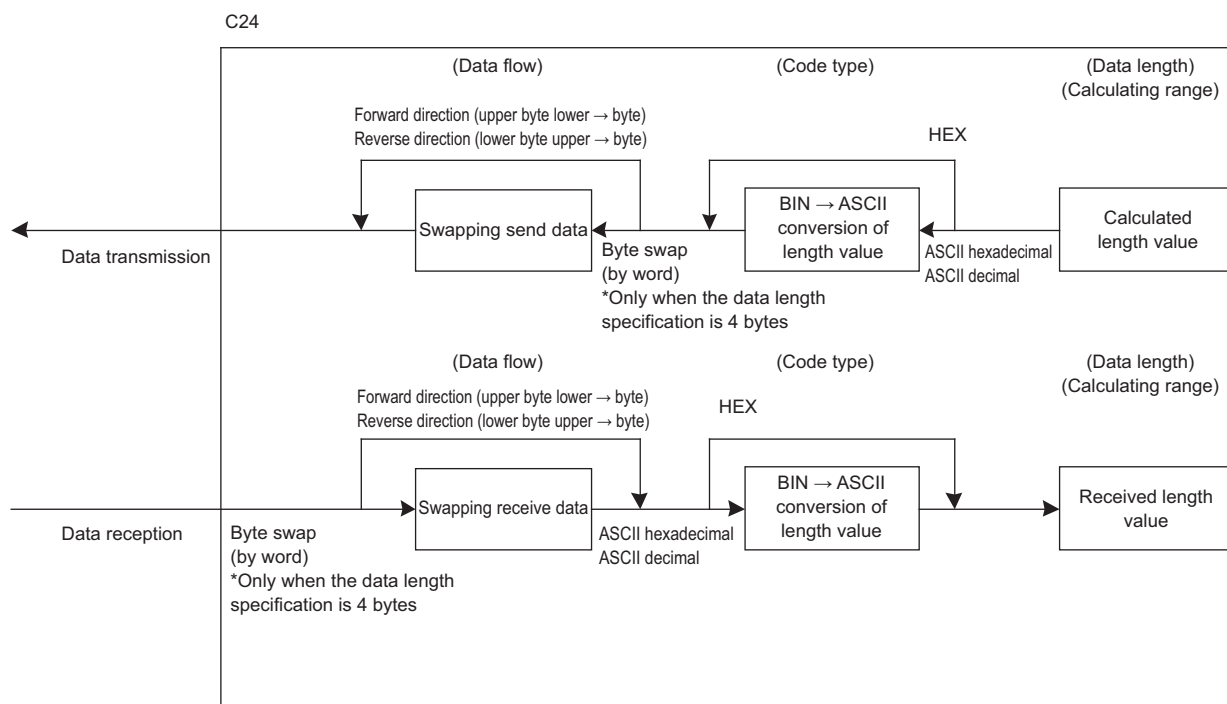 C24
(Data flow)
(Code type)
(Data length)
(Calculating range)
Forward direction (upper byte lower → byte)
Reverse direction (lower byte upper → byte)
HEX
Swapping send data
BIN → ASCII
conversion of
length value
Calculated
length value
Data transmission
Byte swap
(by word)
*Only when the data length
specification is 4 bytes
ASCII hexadecimal
ASCII decimal
(Data flow)
(Code type)
(Data length)
(Calculating range)
Forward direction (upper byte lower → byte)
Reverse direction (lower byte upper → byte)
HEX
Swapping receive data
BIN → ASCII
conversion of
length value
Received length
value
Data reception
Byte swap
(by word)
*Only when the data length
specification is 4 bytes
ASCII hexadecimal
ASCII decimal